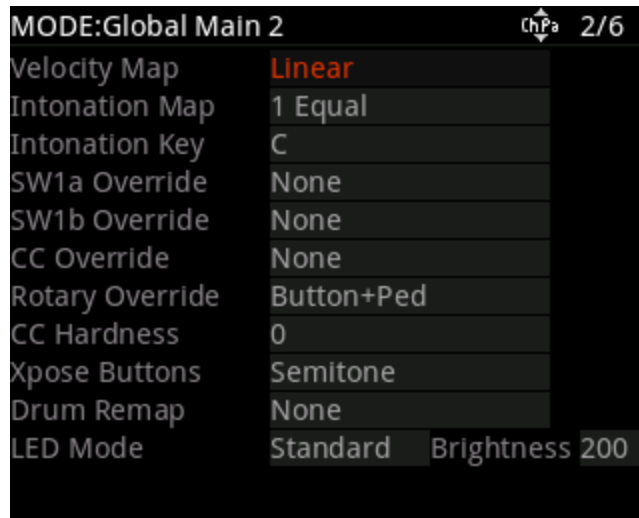 MODE:Global Main 2 ChPa 2/6
Velocity Map Linear
Intonation Map 1 Equal
Intonation Key C
SW1a Override None
SW1b Override None
CC Override None
Rotary Override Button+Ped
CC Hardness 0
Xpose Buttons Semitone
Drum Remap None
LED Mode Standard Brightness 200